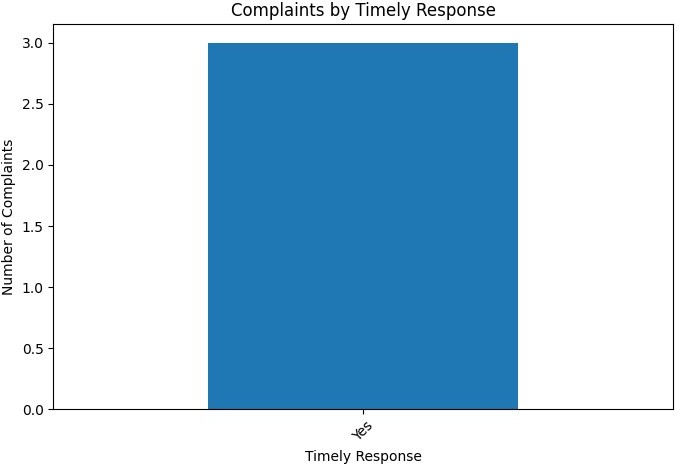 Complaints by Timely Response
3.0
2.5
2.0
1.5
1.0
0.5
0.0
Number of Complaints
Yes
Timely Response